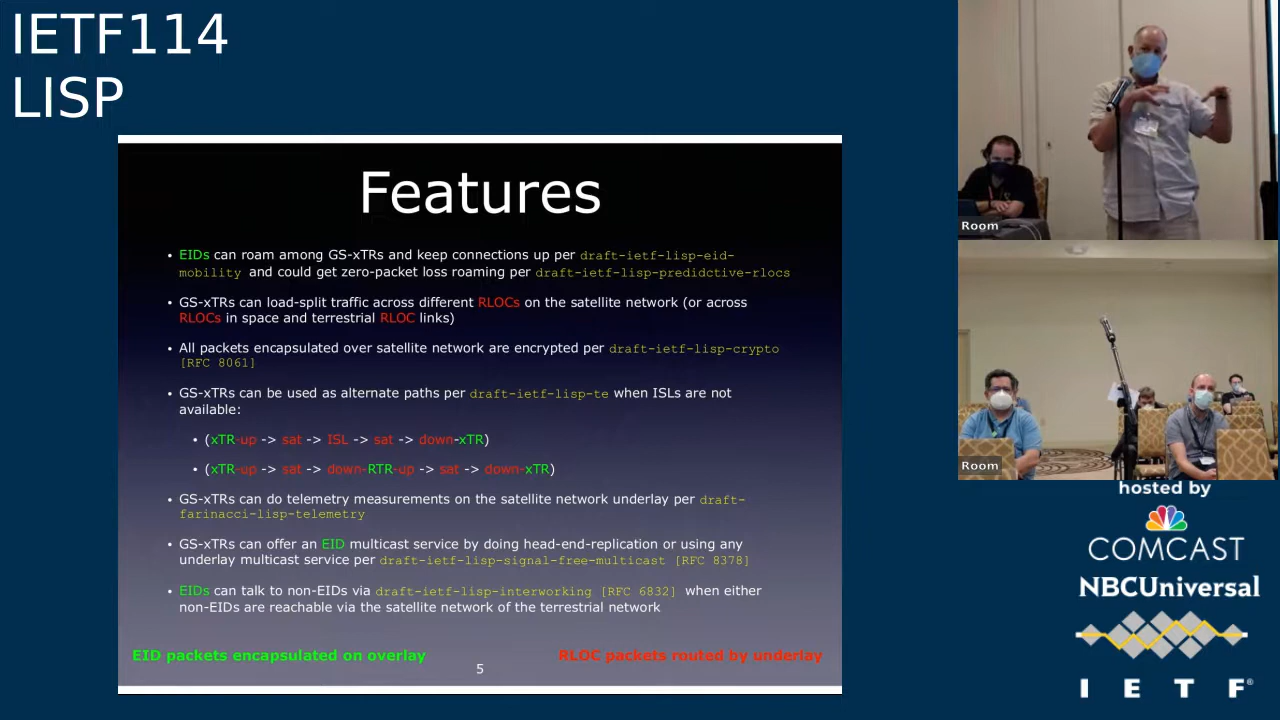 IETF114
LISP
Features
• EIDs can roam among GS-xTRs and keep connections up per draft-ietf-lisp-eid-
mobility and could get zero-packet loss roaming per draft-ietf-lisp-predidctive-rlocs
• GS-xTRs can load-split traffic across different RLOCs on the satellite network (or across
RLOCs in space and terrestrial RLOC links)
• All packets encapsulated over satellite network are encrypted per draft-ietf-lisp-crypto
[RFC 8061]
• GS-xTRs can be used as alternate paths per draft-ietf-lisp-te when ISLs are not
available:
• (xTR-up -> sat -> ISL -> sat -> down-xTR)
• (xTR-up -> sat -> down-RTR-up -> sat -> down-xTR)
• GS-xTRs can do telemetry measurements on the satellite network underlay per draft-
farinacci-lisp-telemetry
• GS-xTRs can offer an EID multicast service by doing head-end-replication or using any
underlay multicast service per draft-ietf-lisp-signal-free-multicast [RFC 8378]
• EIDs can talk to non-EIDs via draft-ietf-lisp-interworking [RFC 6832] when either
non-EIDs are reachable via the satellite network of the terrestrial network
EID packets encapsulated on overlay
RLOC packets routed by underlay
5
Room
Room
hosted by
COMCAST
NBCUniversal
I E T F®